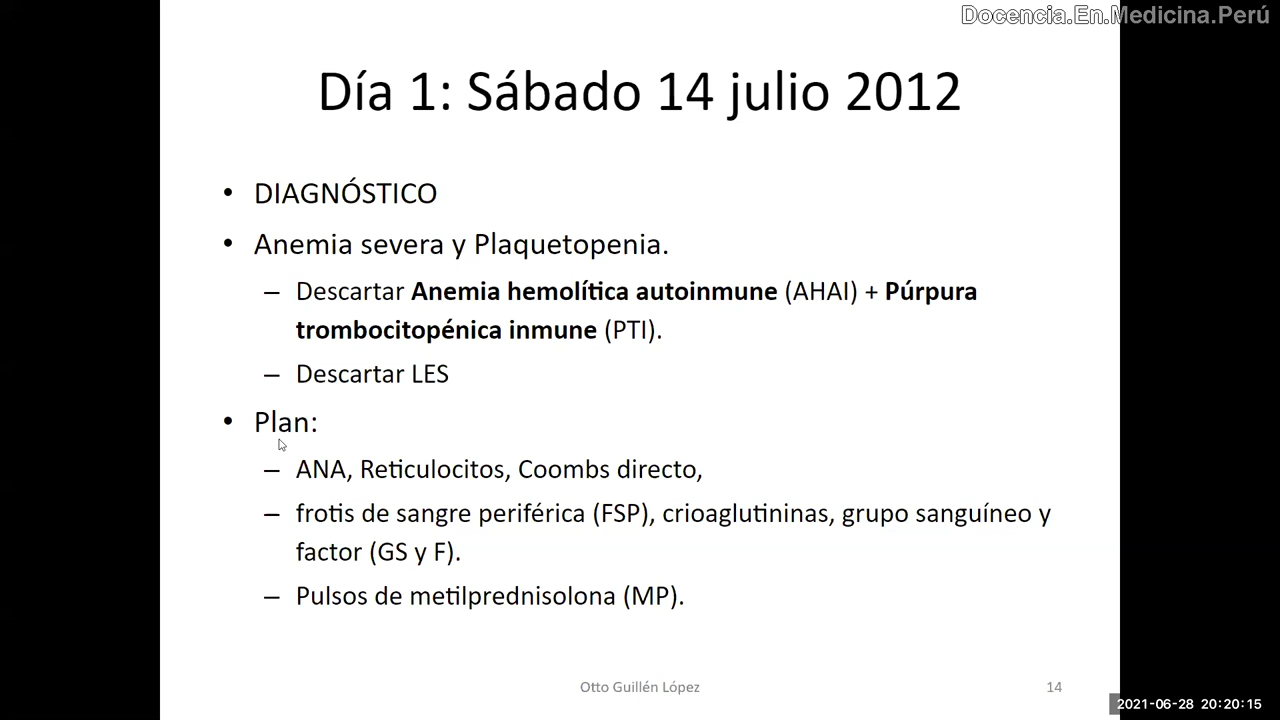 Docencia.En.Medicina.Perú
Día 1: Sábado 14 julio 2012
• DIAGNÓSTICO
• Anemia severa y Plaquetopenia.
– Descartar Anemia hemolítica autoinmune (AHAI) + Púrpura
trombocitopénica inmune (PTI).
– Descartar LES
• Plan:
– ANA, Reticulocitos, Coombs directo,
– frotis de sangre periférica (FSP), crioaglutininas, grupo sanguíneo y
factor (GS y F).
– Pulsos de metilprednisolona (MP).
Otto Guillén López
14
2021-06-28 20:20:15